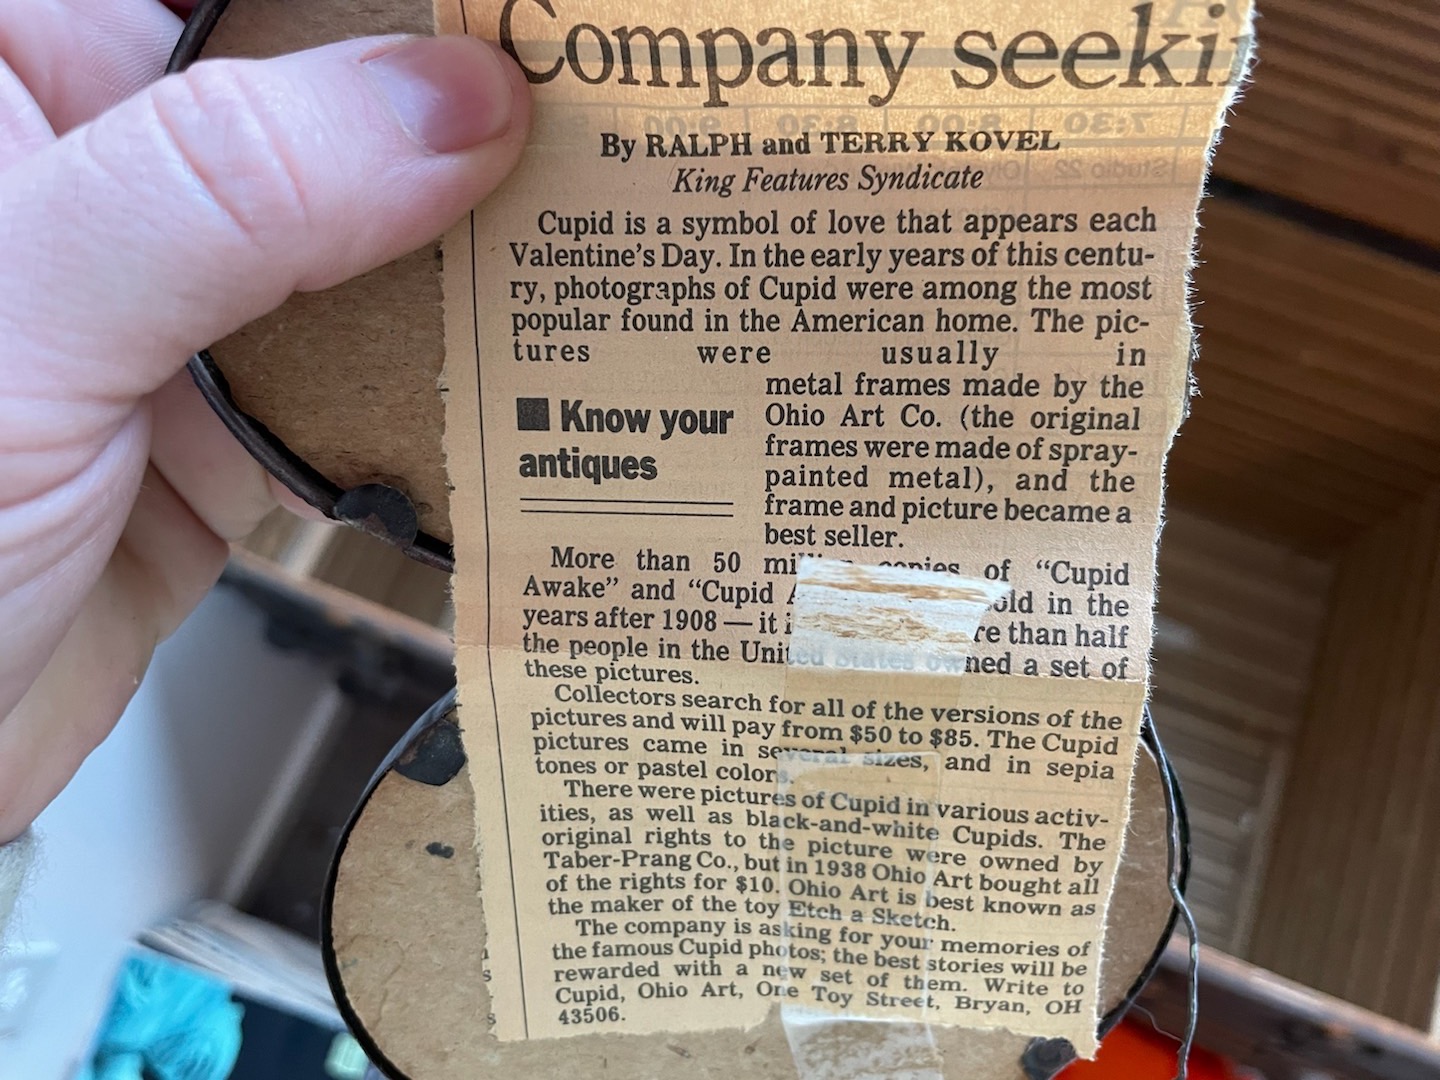 Company seeki
By RALPH and TERRY KOVEL
King Features Syndicate
Cupid is a symbol of love that appears each
Valentine's Day. In the early years of this centu-
ry, photographs of Cupid were among the most
popular found in the American home. The pic-
tures were usually in
metal frames made by the
Ohio Art Co. (the original
frames were made of spray-
painted metal), and the
frame and picture became a
best seller.
■ Know your
antiques
More than 50 copies of “Cupid
Awake” and “Cupid old in the
years after 1908 — it re than half
the people in the United States owned a set of
these pictures.
Collectors search for all of the versions of the
pictures and will pay from $50 to $85. The Cupid
pictures came in several sizes, and in sepia
tones or pastel colors.
There were pictures of Cupid in various activ-
ities, as well as black-and-white Cupids. The
original rights to the picture were owned by
Taber-Prang Co., but in 1938 Ohio Art bought all
of the rights for $10. Ohio Art is best known as
the maker of the toy Etch a Sketch.
The company is asking for your memories of
the famous Cupid photos; the best stories will be
rewarded with a new set of them. Write to
Cupid, Ohio Art, One Toy Street, Bryan, OH
43506.